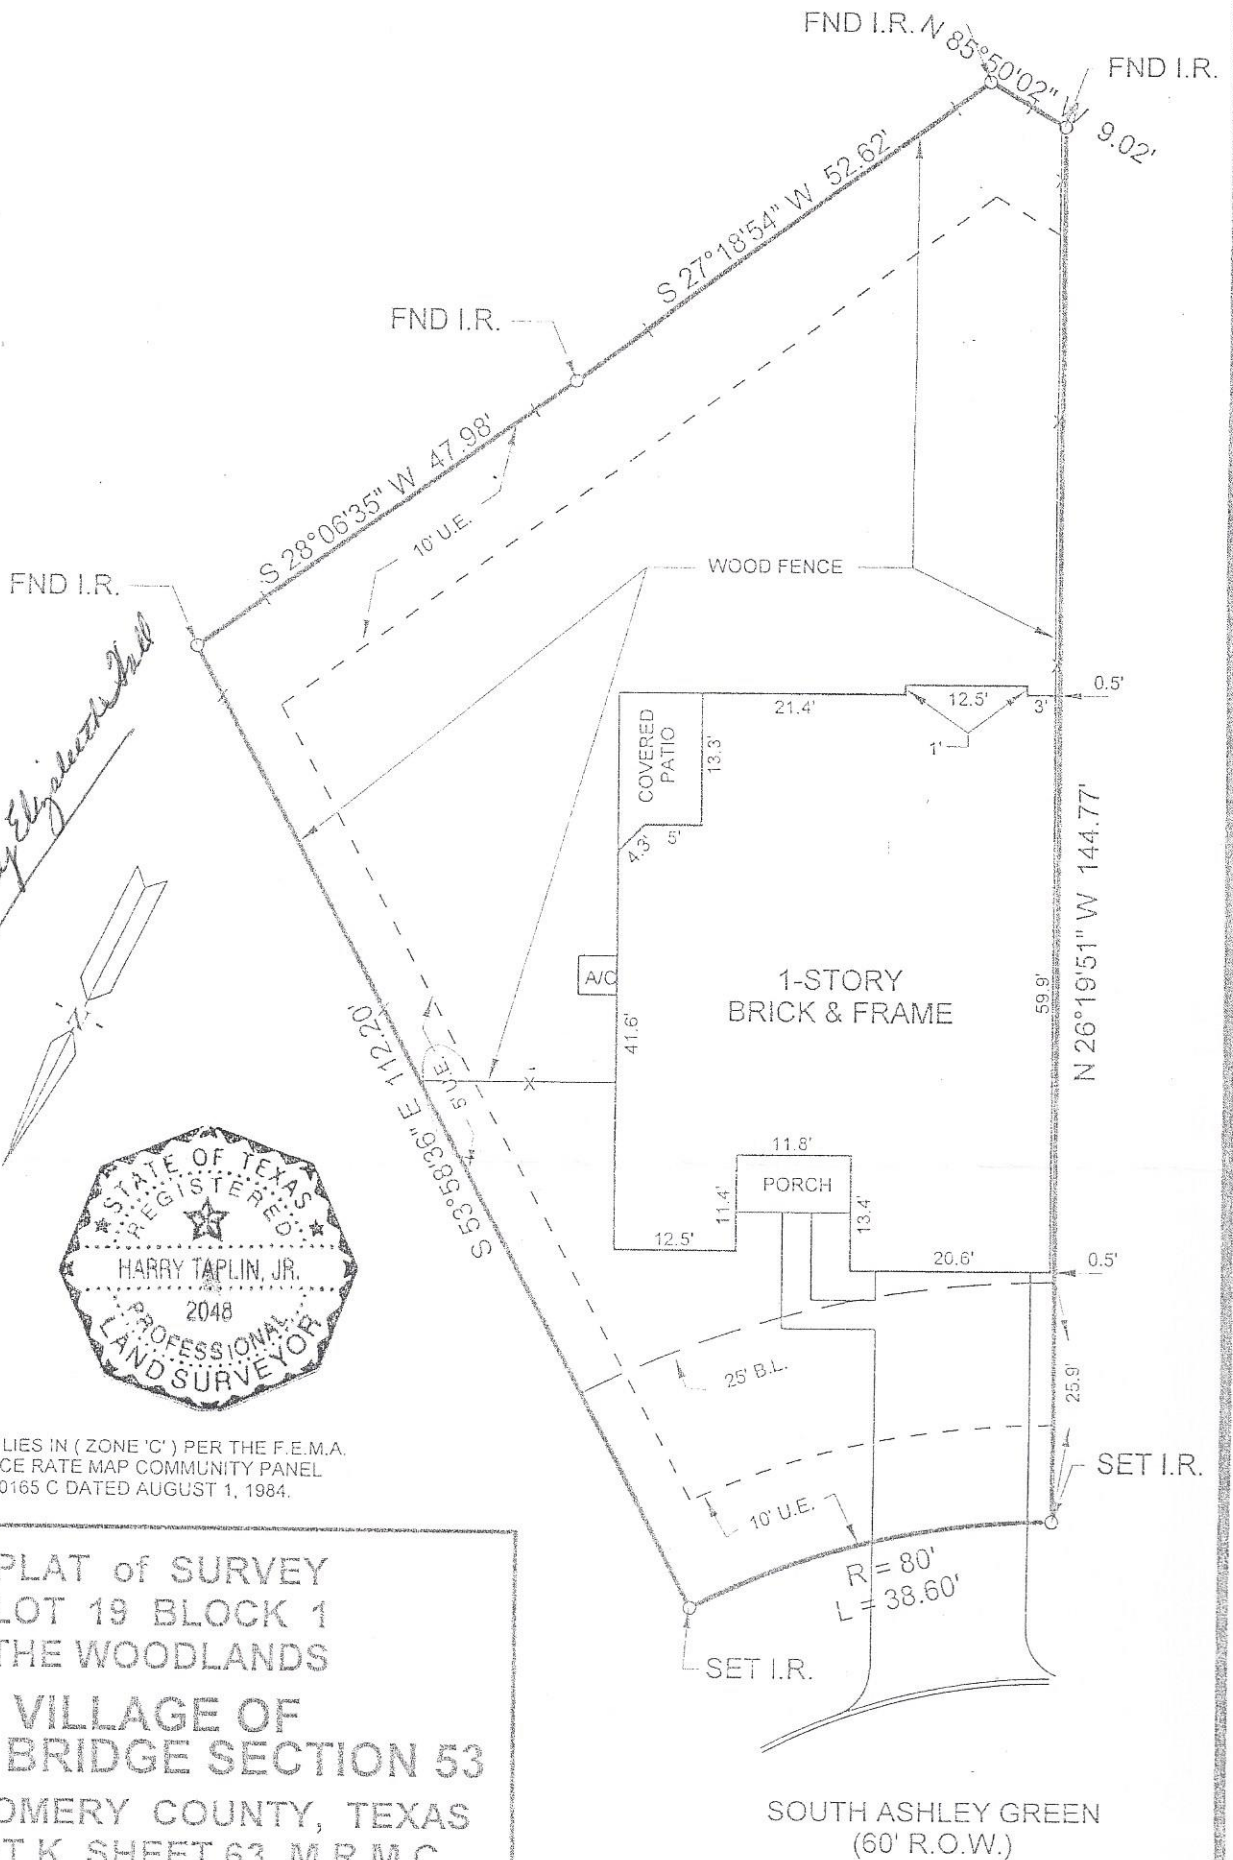 FND I.R.
N 85°50'02" W 9.02'
FND I.R.
S 27°18'54" W 52.62'
FND I.R.
S 28°06'35" W 47.98'
10' U.E.
FND I.R.
WOOD FENCE
Elizabeth
0.5'
12.5'
3'
21.4'
1'
COVERED
PATIO
13.3'
5'
4.3'
N 26°19'51" W 144.77'
A/C
1-STORY
BRICK & FRAME
59.9'
41.6'
S 53°58'36" E 112.20'
5' U.E.
11.8'
PORCH
11.4'
13.4'
12.5'
20.6'
0.5'
STATE OF TEXAS
REGISTERED
HARRY TAPLIN, JR.
2048
PROFESSIONAL
LAND SURVEYOR
25' B.L.
25.9'
LIES IN ( ZONE 'C' ) PER THE F.E.M.A.
CE RATE MAP COMMUNITY PANEL
0165 C DATED AUGUST 1, 1984.
SET I.R.
10' U.E.
R = 80'
L = 38.60'
SET I.R.
PLAT of SURVEY
LOT 19 BLOCK 1
THE WOODLANDS
VILLAGE OF
BRIDGE SECTION 53
OMERY COUNTY, TEXAS
T K, SHEET 63, M.R.M.C.
SOUTH ASHLEY GREEN
(60' R.O.W.)